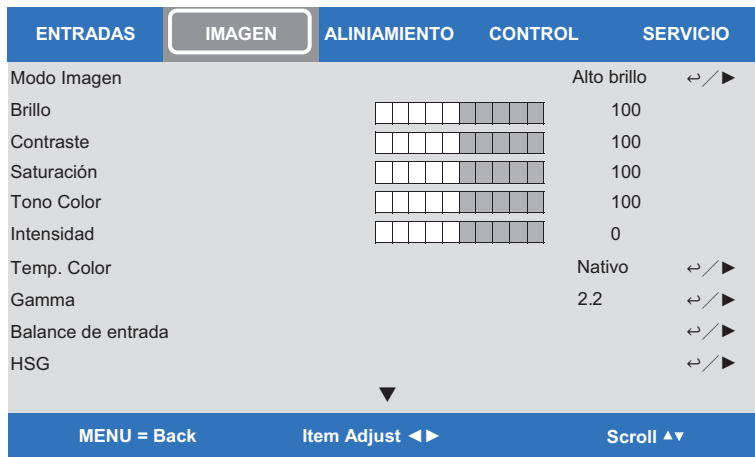 ENTRADAS IMAGEN ALINIAMIENTO CONTROL SERVICIO
Modo Imagen Alto brillo ↩/►
Brillo 100
Contraste 100
Saturación 100
Tono Color 100
Intensidad 0
Temp. Color Nativo ↩/►
Gamma 2.2 ↩/►
Balance de entrada ↩/►
HSG ↩/►
▼
MENU = Back Item Adjust ◄► Scroll ▲▼